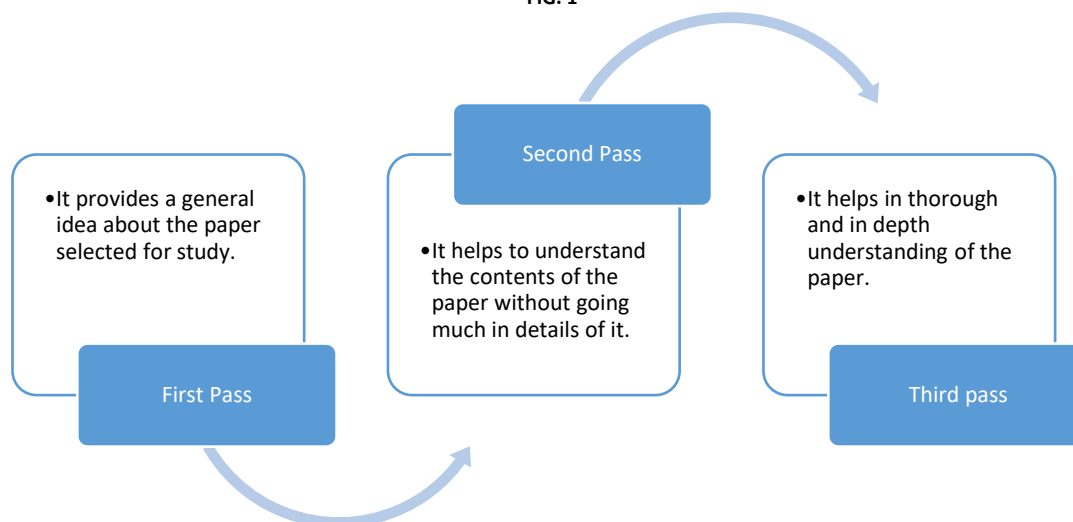 FIG. 1
•It provides a general
idea about the paper
selected for study.
First Pass
Second Pass
•It helps to understand
the contents of the
paper without going
much in details of it.
•It helps in thorough
and in depth
understanding of the
paper.
Third pass